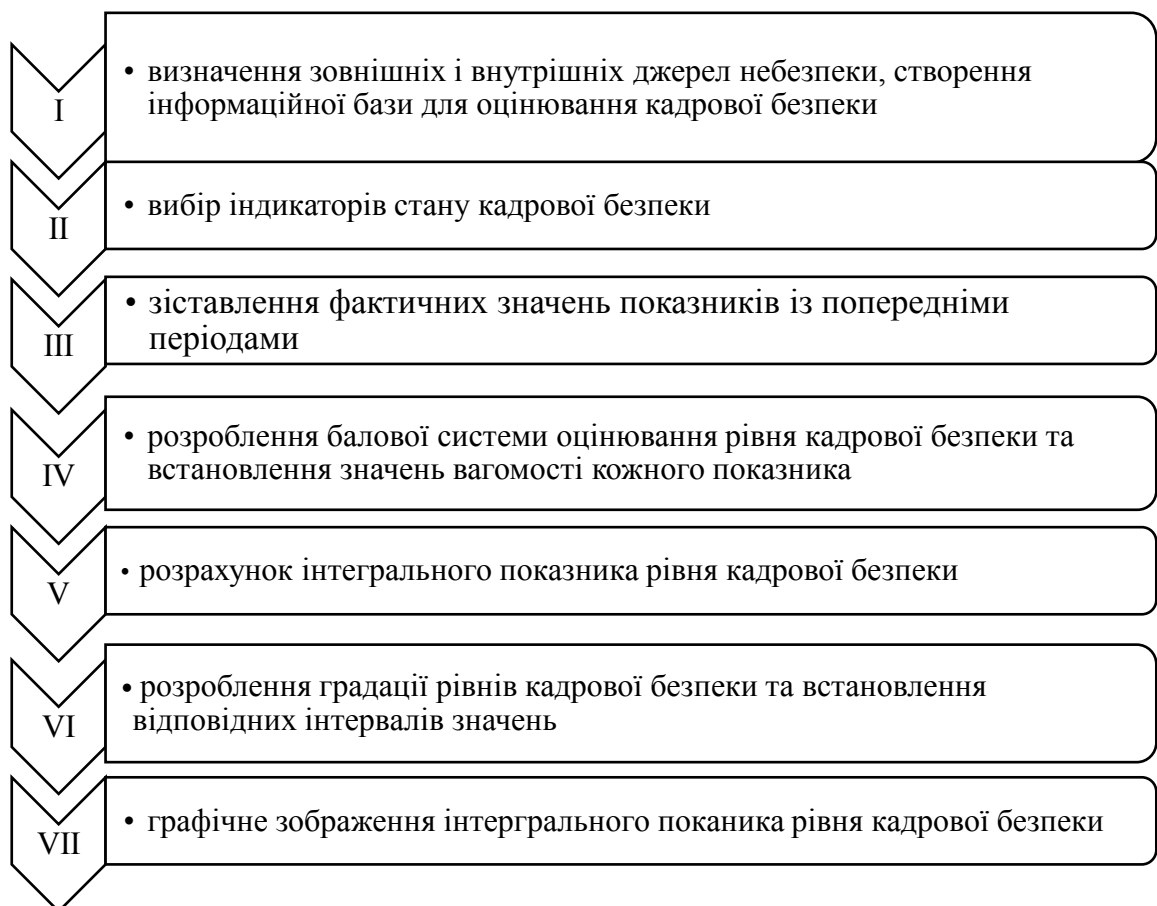 I
• визначення зовнішніх і внутрішніх джерел небезпеки, створення
інформаційної бази для оцінювання кадрової безпеки
II
• вибір індикаторів стану кадрової безпеки
III
• зіставлення фактичних значень показників із попередніми
періодами
IV
• розроблення балової системи оцінювання рівня кадрової безпеки та
встановлення значень вагомості кожного показника
V
• розрахунок інтегрального показника рівня кадрової безпеки
VI
• розроблення градації рівнів кадрової безпеки та встановлення
відповідних інтервалів значень
VII
• графічне зображення інтергрального поканика рівня кадрової безпеки